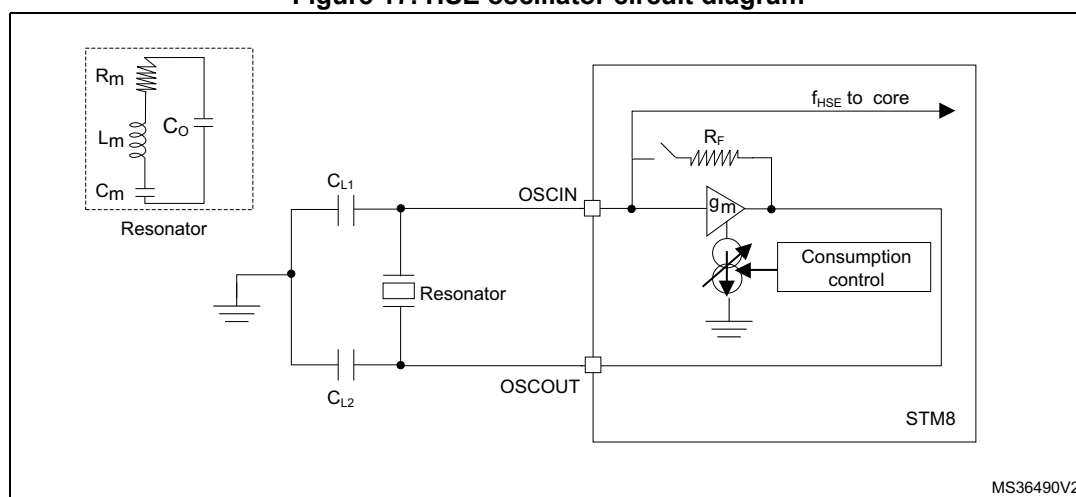 Figure 17. HSE oscillator circuit diagram
Rm
Lm
CO
Cm
Resonator
CL1
CL2
Resonator
OSCIN
OSCOUT
fHSE to core
RF
gm
Consumption
control
STM8
MS36490V2